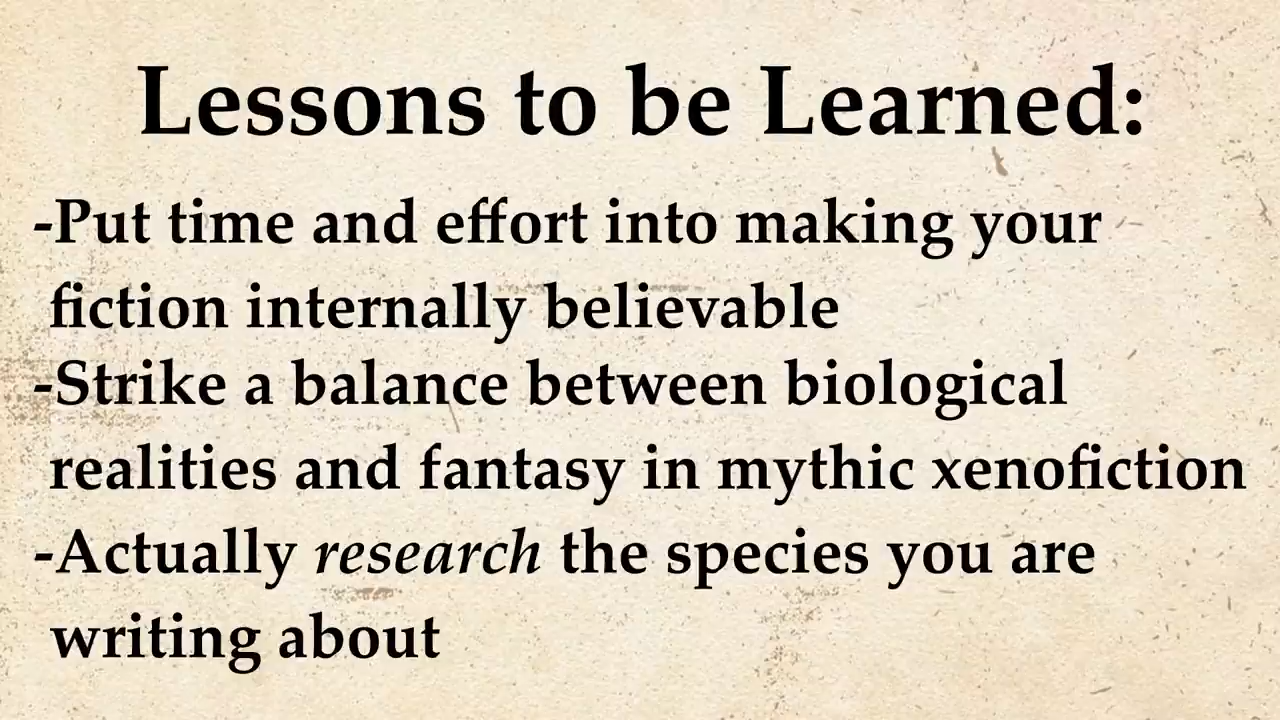 Lessons to be Learned:
-Put time and effort into making your
fiction internally believable
-Strike a balance between biological
realities and fantasy in mythic xenofiction
-Actually research the species you are
writing about